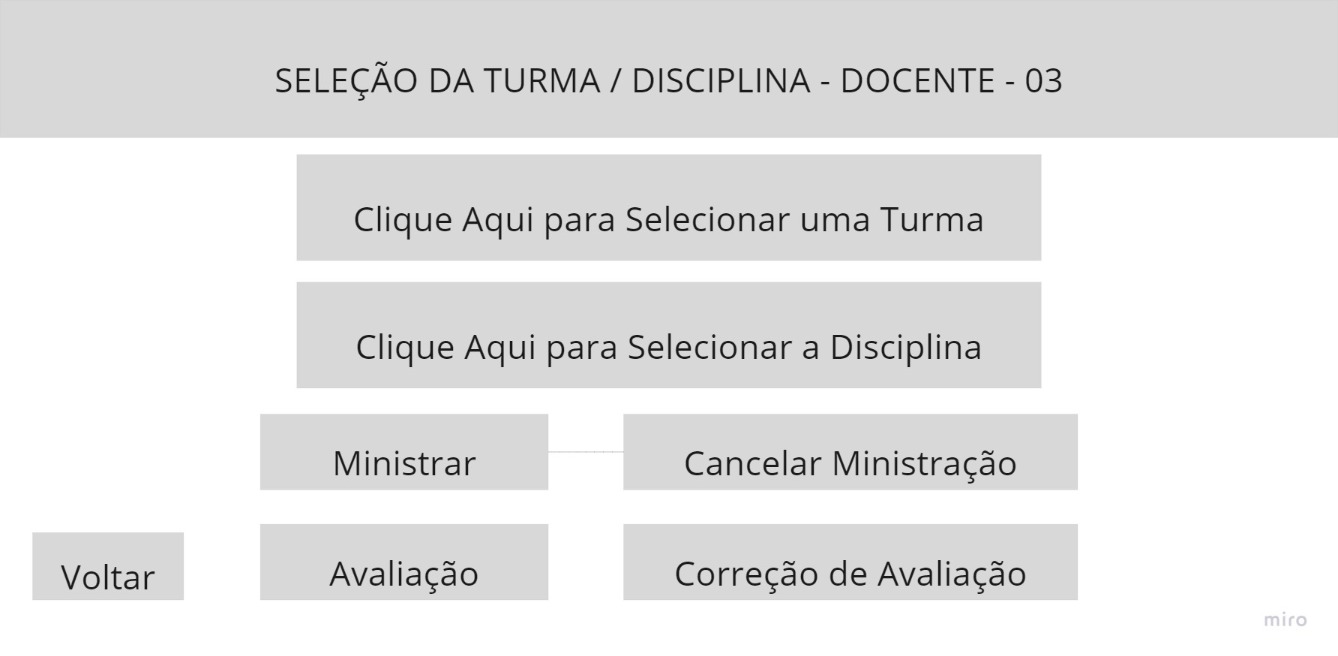 SELEÇÃO DA TURMA / DISCIPLINA - DOCENTE - 03
Clique Aqui para Selecionar uma Turma
Clique Aqui para Selecionar a Disciplina
Ministrar
Cancelar Ministração
Voltar
Avaliação
Correção de Avaliação
miro